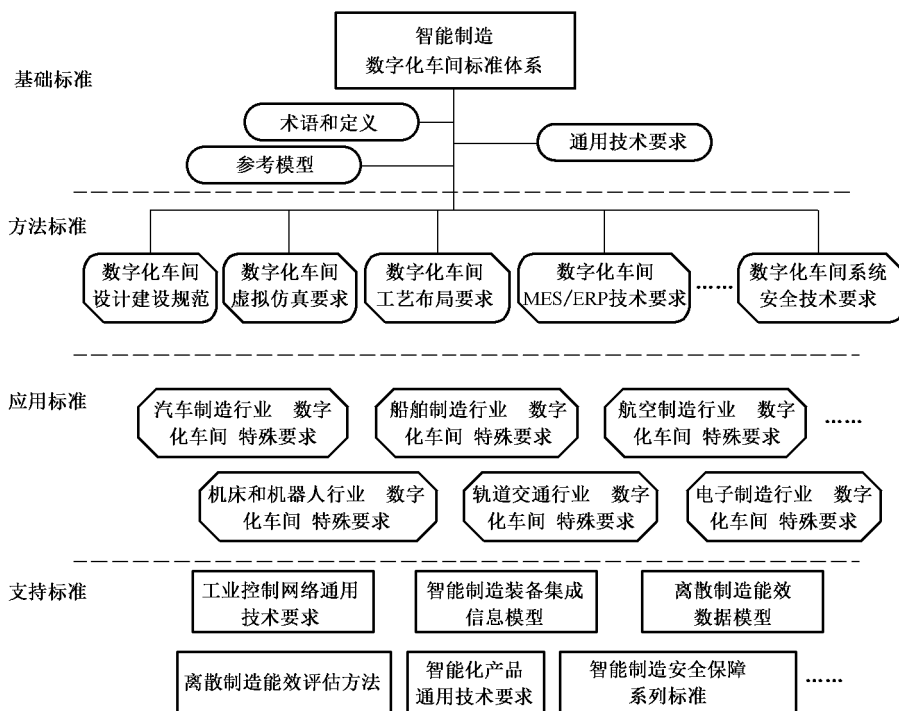 智能制造
数字化车间标准体系
基础标准
术语和定义
通用技术要求
参考模型
方法标准
数字化车间
设计建设规范
数字化车间
虚拟仿真要求
数字化车间
工艺布局要求
数字化车间
MES/ERP技术要求
……
数字化车间系统
安全技术要求
应用标准
汽车制造行业 数字
化车间 特殊要求
船舶制造行业 数字
化车间 特殊要求
航空制造行业 数字
化车间 特殊要求
……
机床和机器人行业 数字
化车间 特殊要求
轨道交通行业 数字
化车间 特殊要求
电子制造行业 数字
化车间 特殊要求
支持标准
工业控制网络通用
技术要求
智能制造装备集成
信息模型
离散制造能效
数据模型
离散制造能效评估方法
智能化产品
通用技术要求
智能制造安全保障
系列标准
……